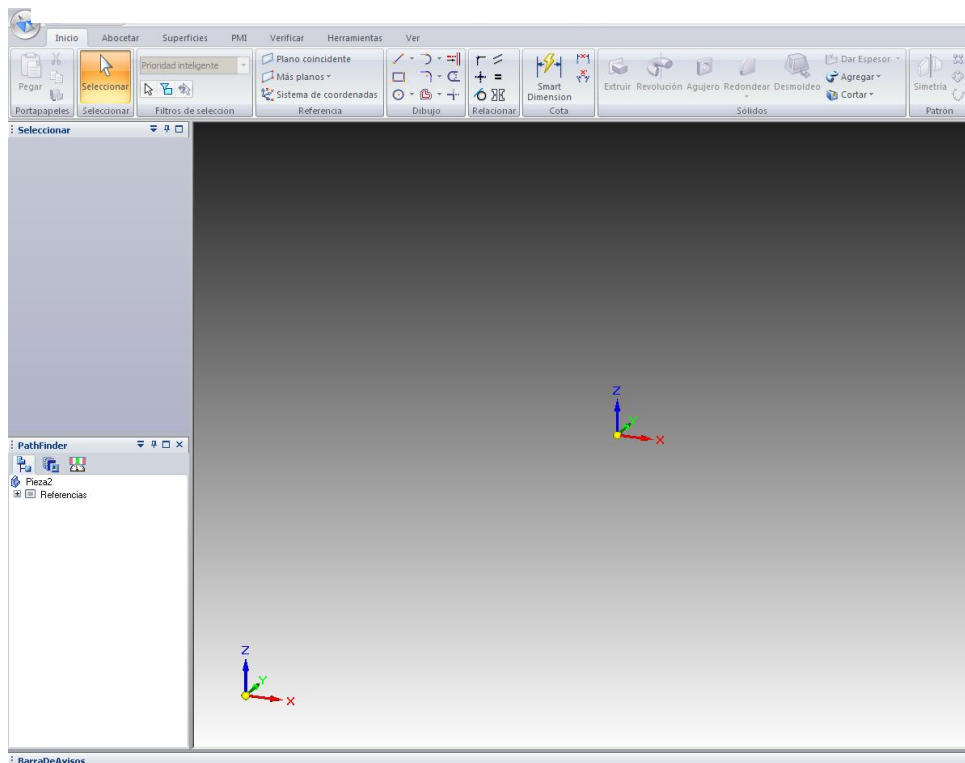 Inicio Abocetar Superficies PMI Verificar Herramientas Ver
Pegar
Portapapeles
Seleccionar
Seleccionar
Prioridad inteligente
Filtros de selección
Plano coincidente
Más planos
Sistema de coordenadas
Referencia
Dibujo
Relacionar
Smart
Dimension
Cota
Extruir Revolución Agujero Redondear Desmoldeo
Dar Espesor
Agregar
Cortar
Sólidos
Simetría
Patrón
Seleccionar
Z
Y
X
PathFinder
Pieza2
Referencias
Z
Y
X
BarraDeAvisos